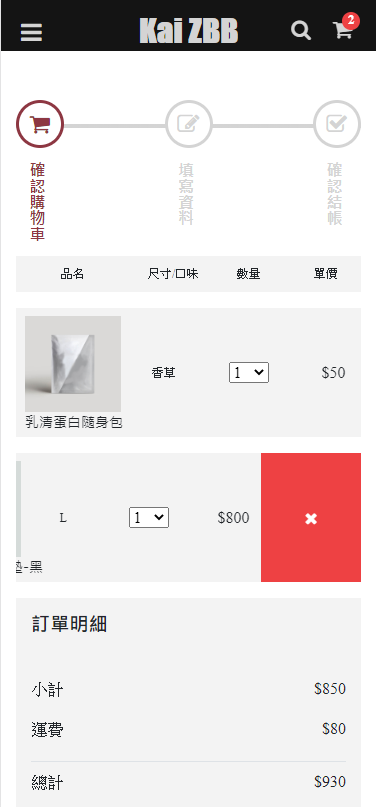 Kai ZBB
2
確認購物車
填寫資料
確認結帳
品名 尺寸/口味 數量 單價
香草 1 $50
乳清蛋白隨身包
L 1 $800
墊-黑
訂單明細
小計 $850
運費 $80
總計 $930